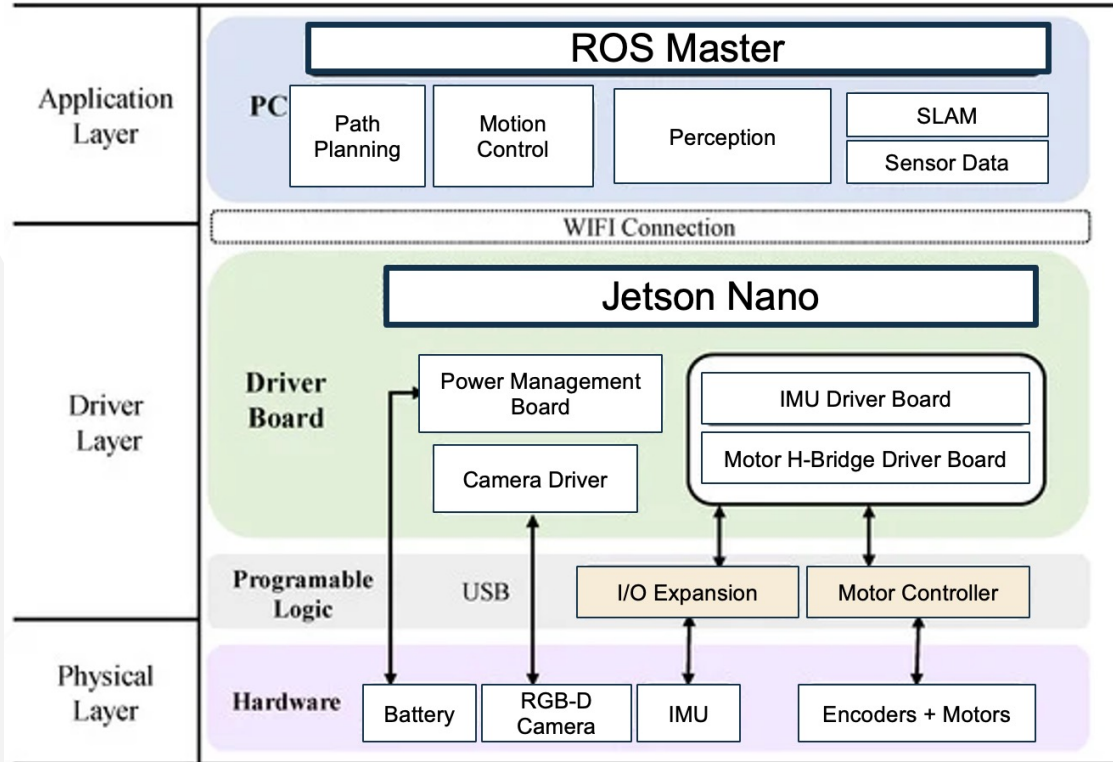 Application
Layer
ROS Master
PC
Path
Planning
Motion
Control
Perception
SLAM
Sensor Data
WIFI Connection
Driver
Layer
Jetson Nano
Driver
Board
Power Management
Board
IMU Driver Board
Motor H-Bridge Driver Board
Camera Driver
Programable
Logic
USB
I/O Expansion
Motor Controller
Physical
Layer
Hardware
Battery
RGB-D
Camera
IMU
Encoders + Motors